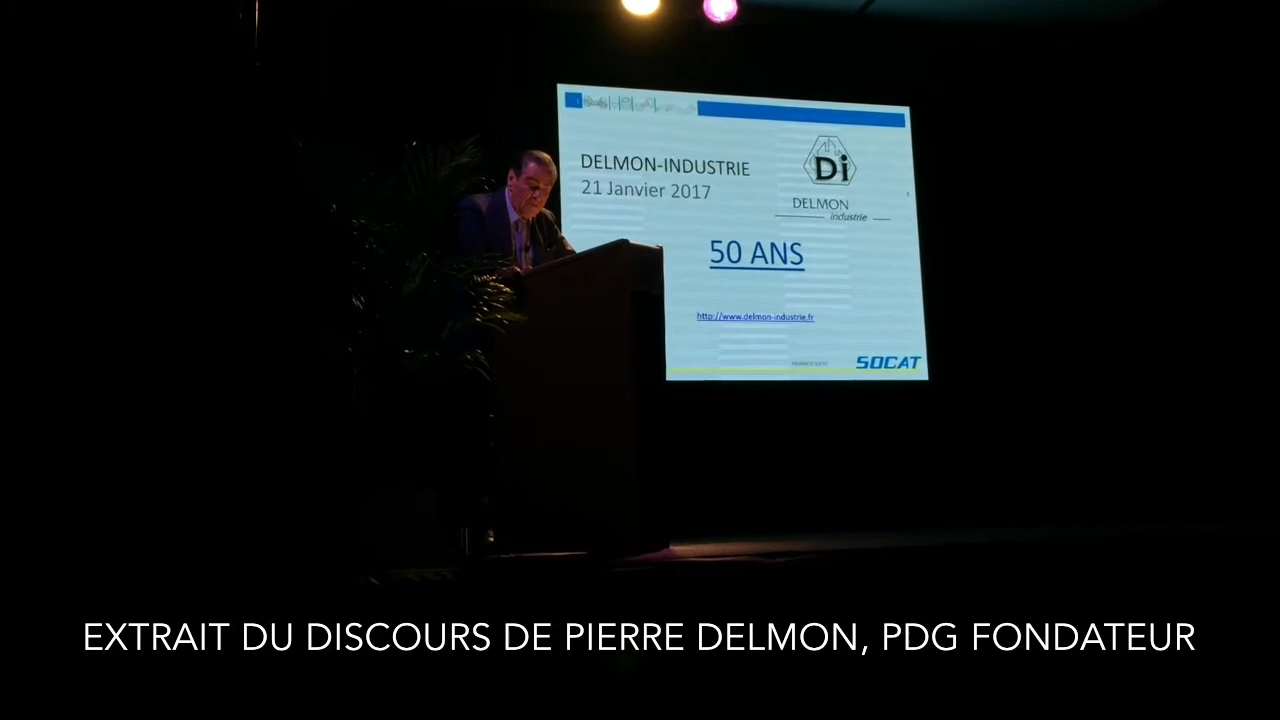 DELMON-INDUSTRIE
21 Janvier 2017
Di
DELMON
industrie
50 ANS
http://www.delmon-industrie.fr
SOCAT
EXTRAIT DU DISCOURS DE PIERRE DELMON, PDG FONDATEUR